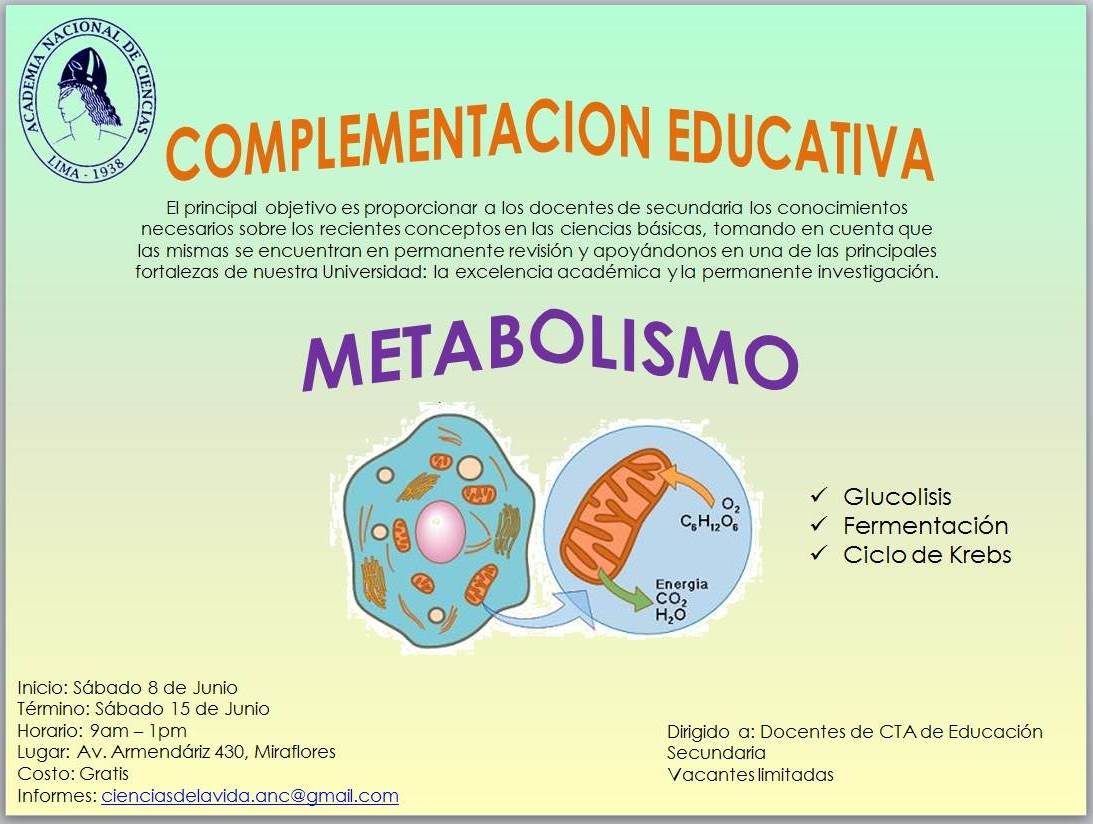 ACADEMIA NACIONAL DE CIENCIAS
LIMA - 1938
COMPLEMENTACION EDUCATIVA
El principal objetivo es proporcionar a los docentes de secundaria los conocimientos
necesarios sobre los recientes conceptos en las ciencias básicas, tomando en cuenta que
las mismas se encuentran en permanente revisión y apoyándonos en una de las principales
fortalezas de nuestra Universidad: la excelencia académica y la permanente investigación.
METABOLISMO
O₂
C₆H₁₂O₆
Energía
CO₂
H₂O
✓ Glucolisis
✓ Fermentación
✓ Ciclo de Krebs
Inicio: Sábado 8 de Junio
Término: Sábado 15 de Junio
Horario: 9am – 1pm
Lugar: Av. Armendáriz 430, Miraflores
Costo: Gratis
Informes: cienciasdelavida.anc@gmail.com
Dirigido a: Docentes de CTA de Educación
Secundaria
Vacantes limitadas